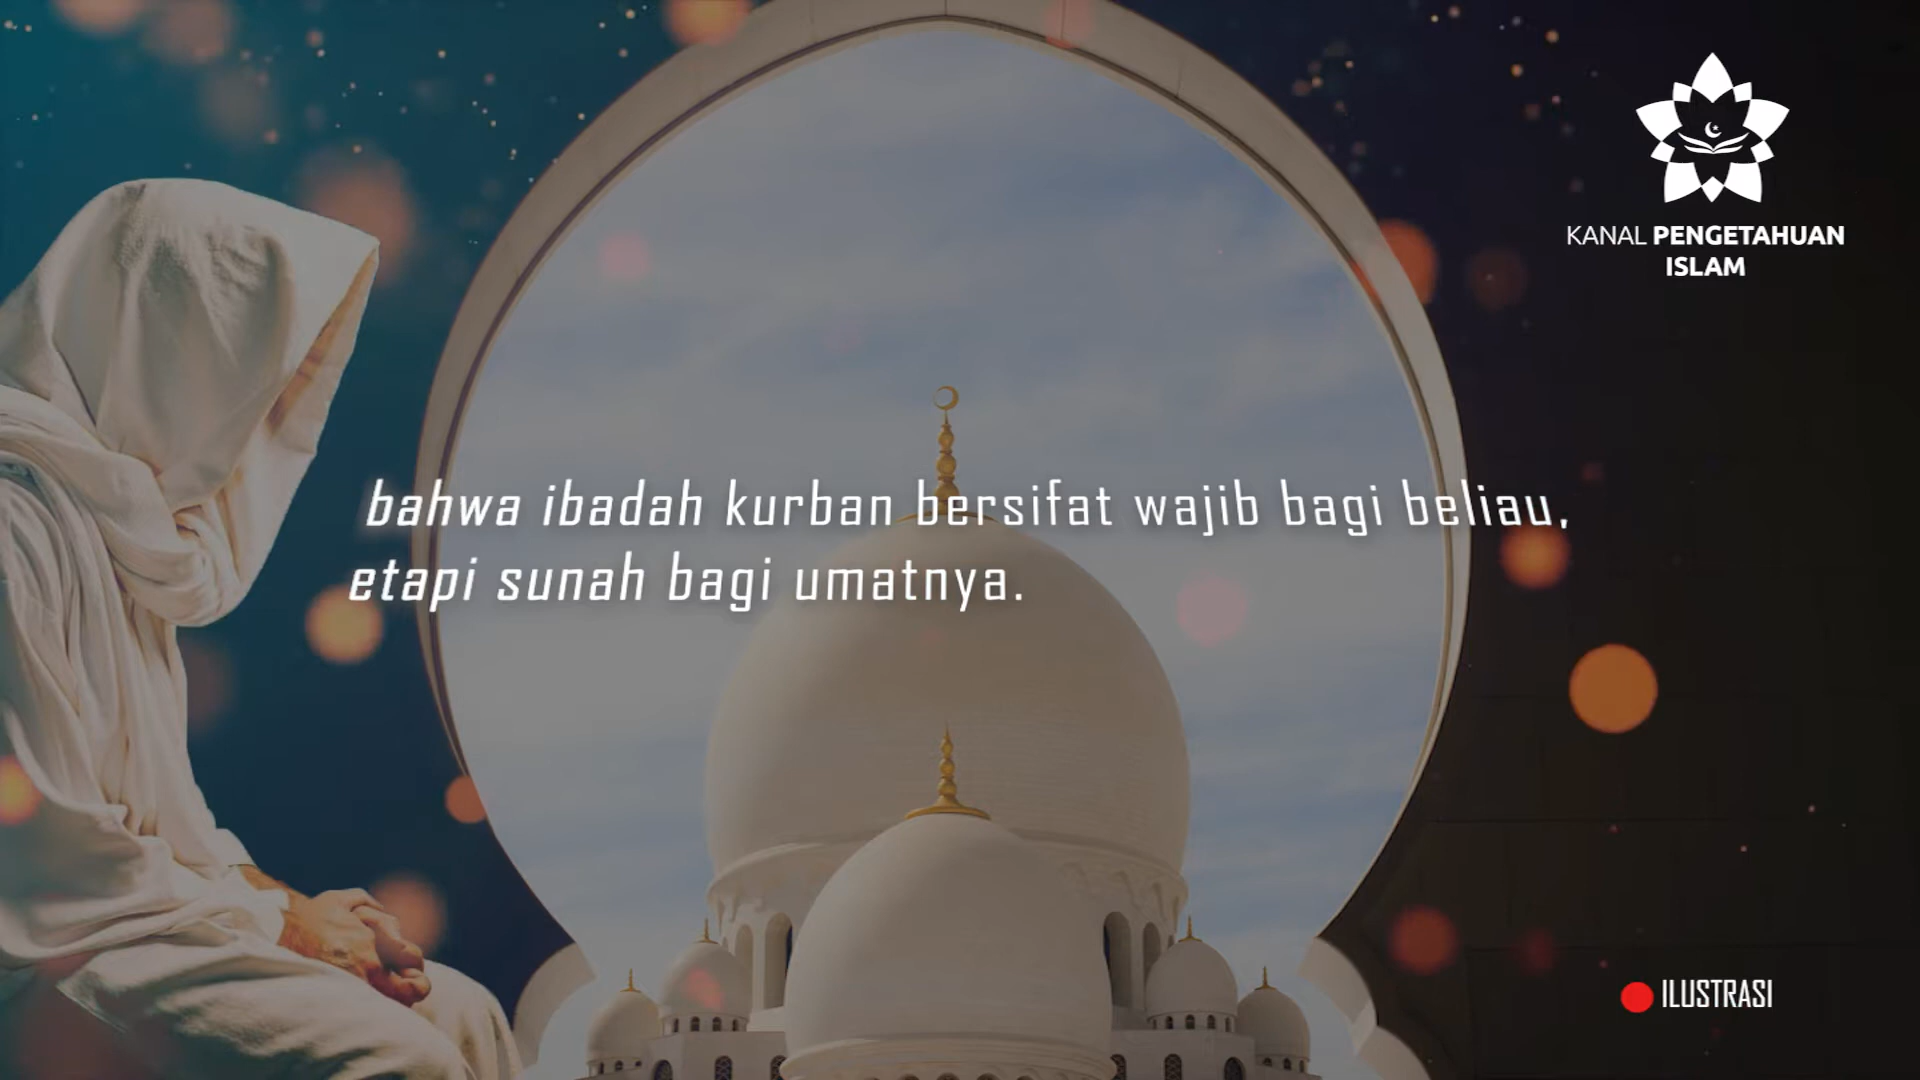 KANAL PENGETAHUAN
ISLAM
bahwa ibadah kurban bersifat wajib bagi beliau,
etapi sunah bagi umatnya.
ILUSTRASI